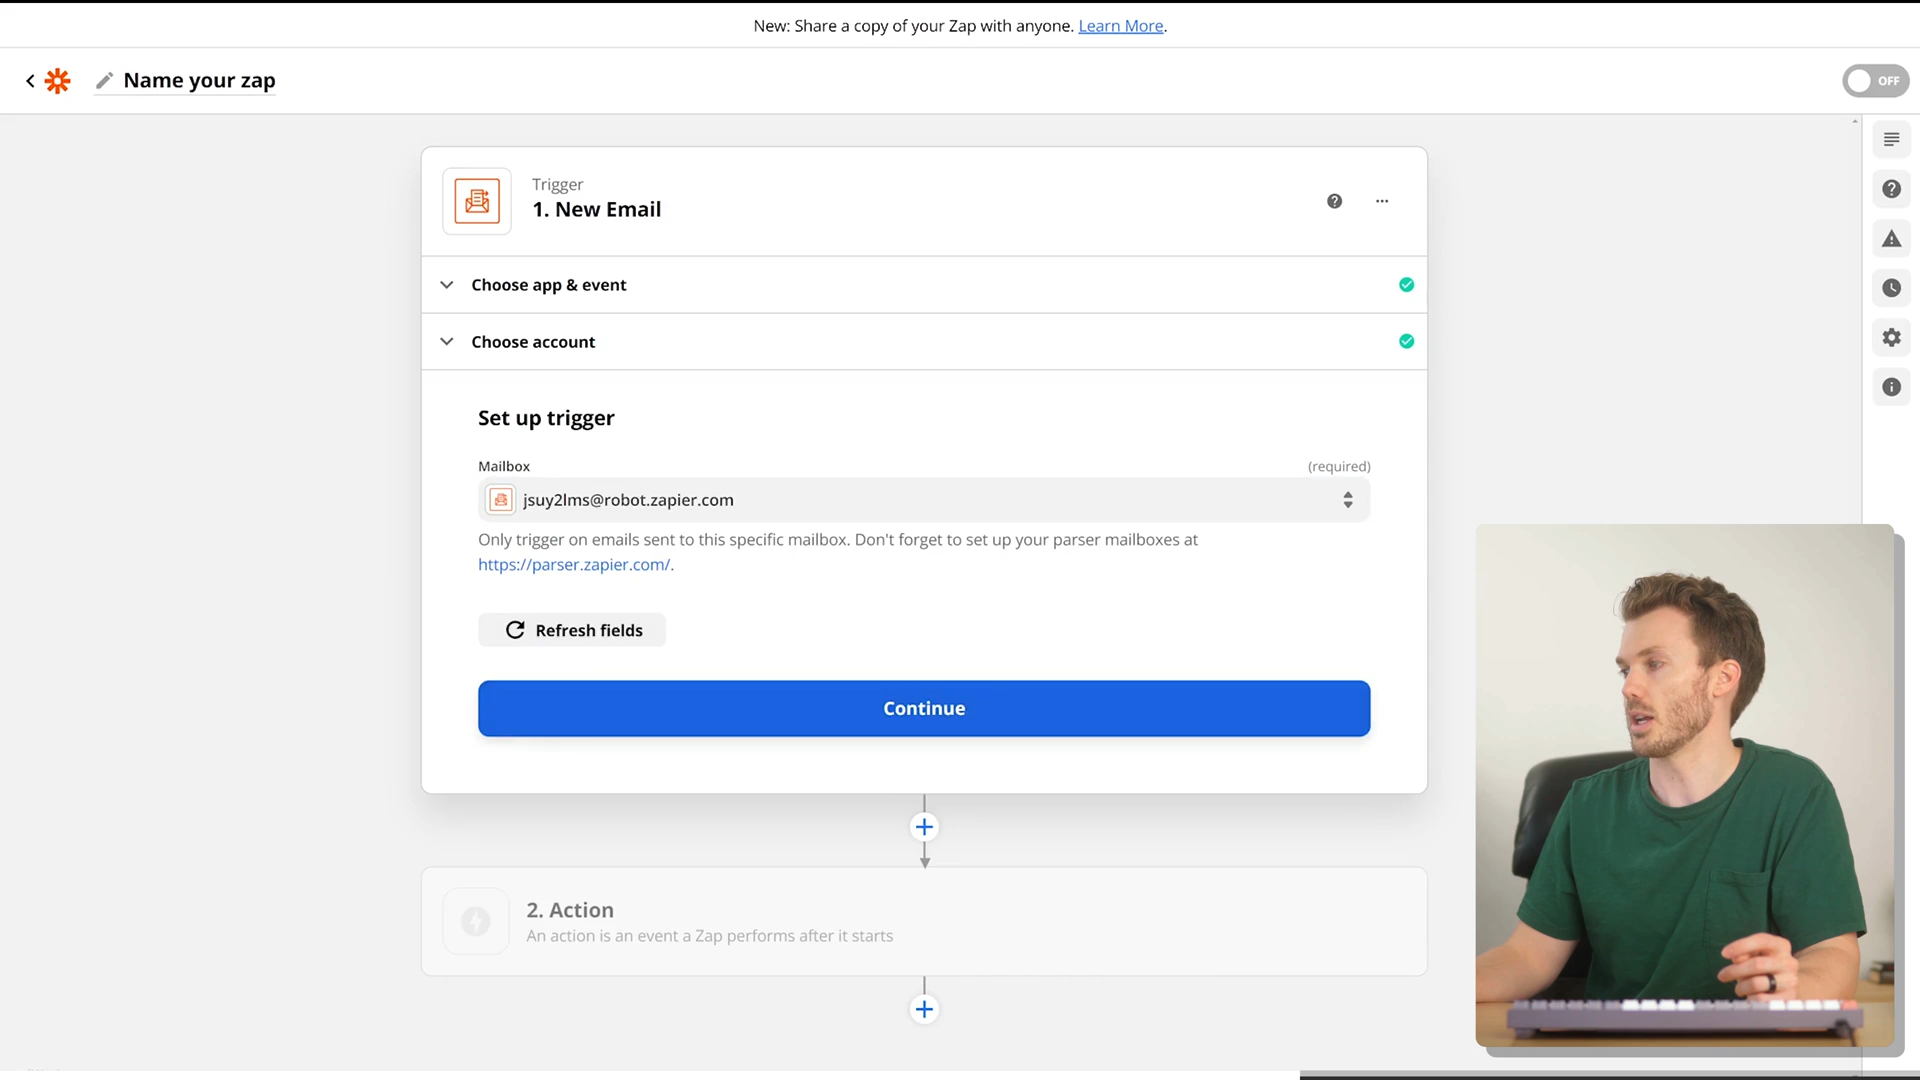 New: Share a copy of your Zap with anyone. Learn More.
Name your zap
OFF
Trigger
1. New Email
Choose app & event
Choose account
Set up trigger
Mailbox
(required)
jsuy2lms@robot.zapier.com
Only trigger on emails sent to this specific mailbox. Don't forget to set up your parser mailboxes at
https://parser.zapier.com/.
Refresh fields
Continue
2. Action
An action is an event a Zap performs after it starts